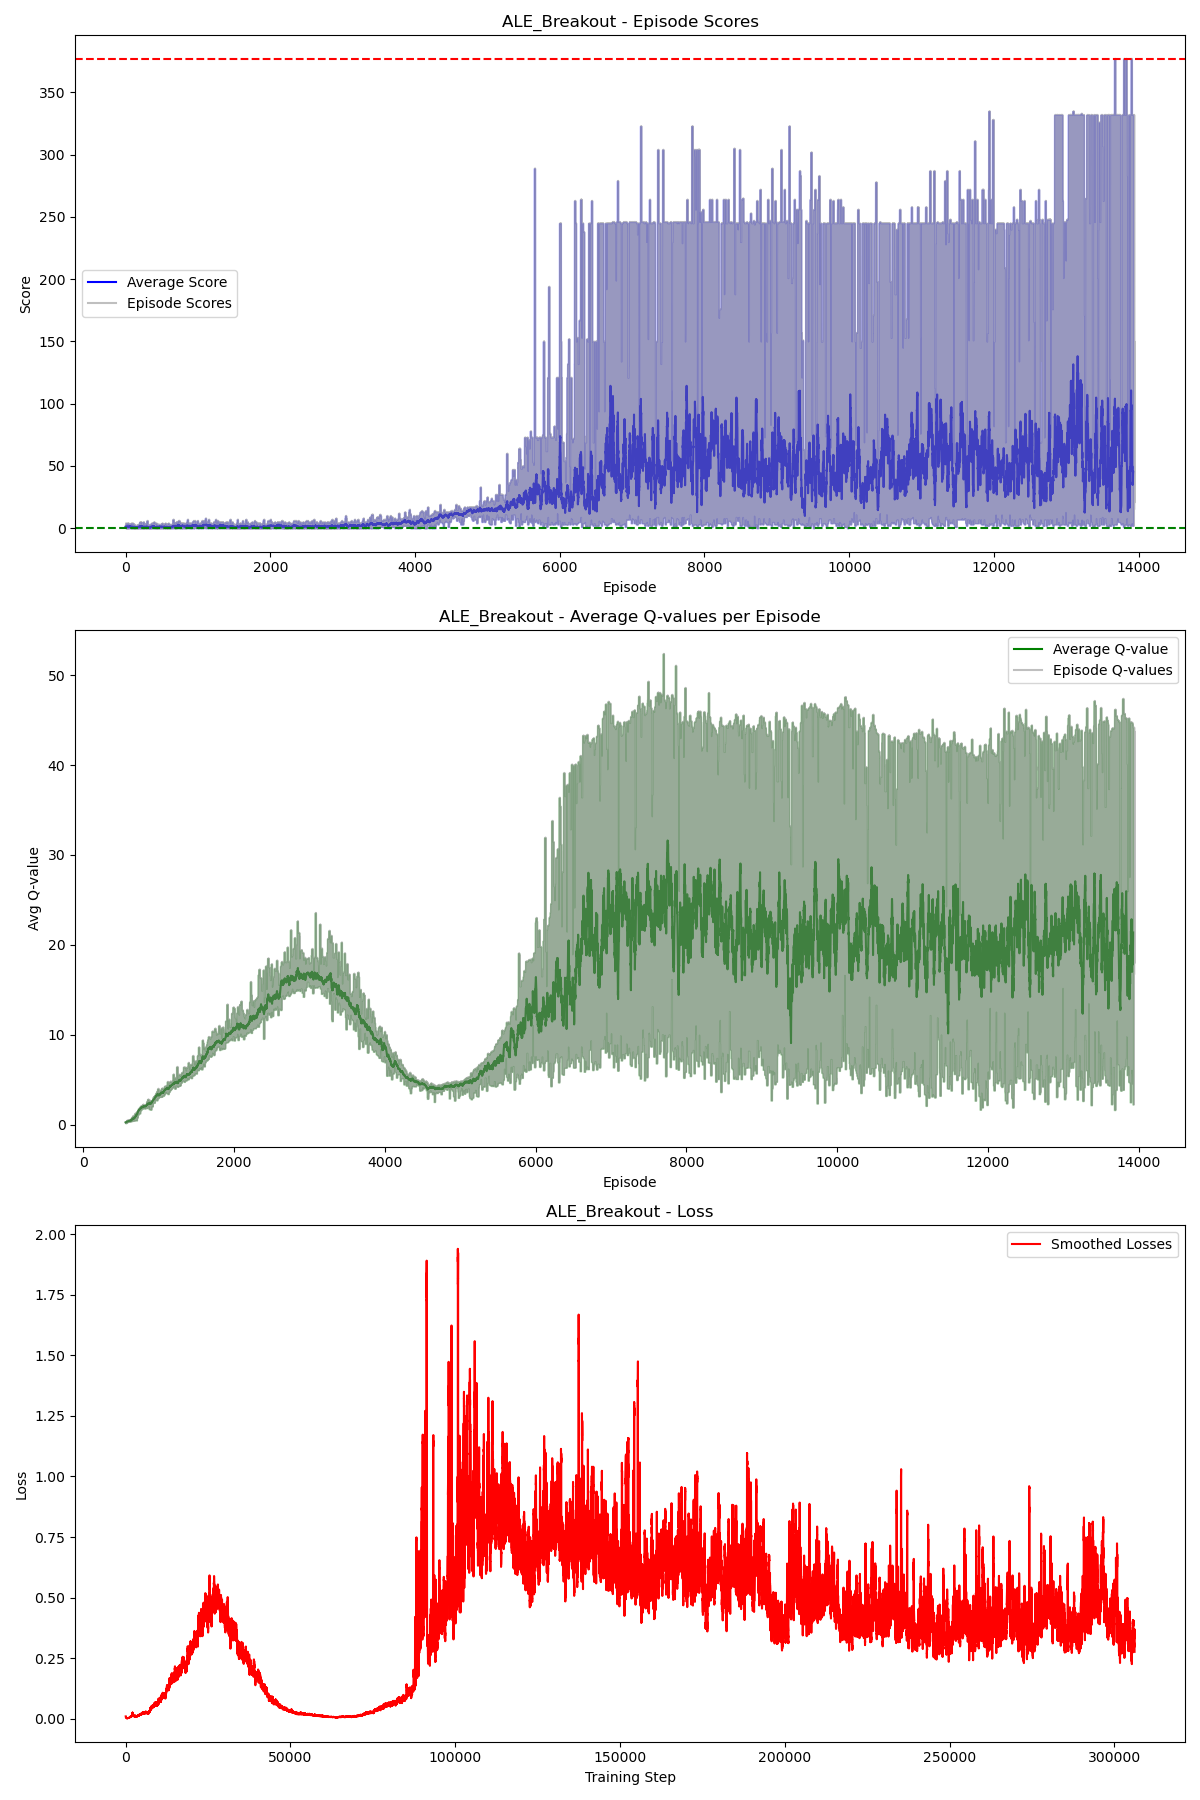 ALE_Breakout - Episode Scores
350
300
250
200
150
100
50
0
Score
Average Score
Episode Scores
0 2000 4000 6000 8000 10000 12000 14000
Episode
ALE_Breakout - Average Q-values per Episode
50
40
30
20
10
0
Avg Q-value
Average Q-value
Episode Q-values
0 2000 4000 6000 8000 10000 12000 14000
Episode
ALE_Breakout - Loss
2.00
1.75
1.50
1.25
1.00
0.75
0.50
0.25
0.00
Loss
Smoothed Losses
0 50000 100000 150000 200000 250000 300000
Training Step